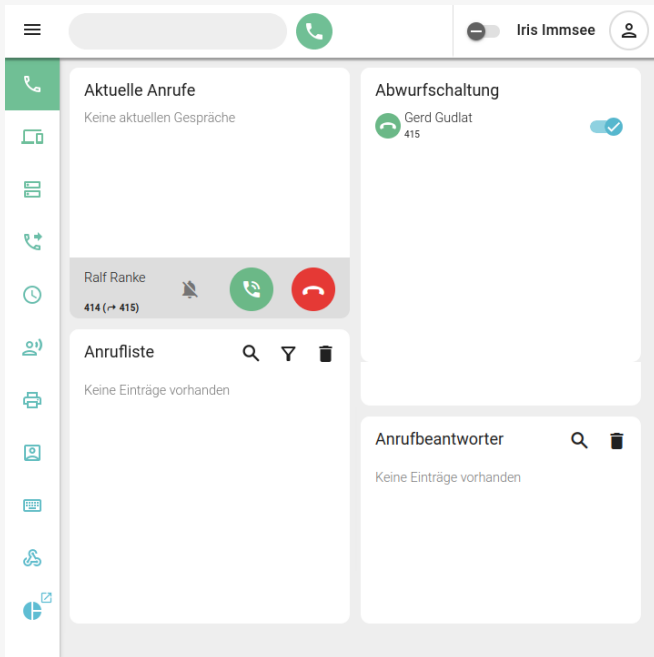 Iris Immsee
Aktuelle Anrufe
Keine aktuellen Gespräche
Ralf Ranke
414 (↱ 415)
Abwurfschaltung
Gerd Gudlat
415
Anrufliste
Keine Einträge vorhanden
Anrufbeantworter
Keine Einträge vorhanden